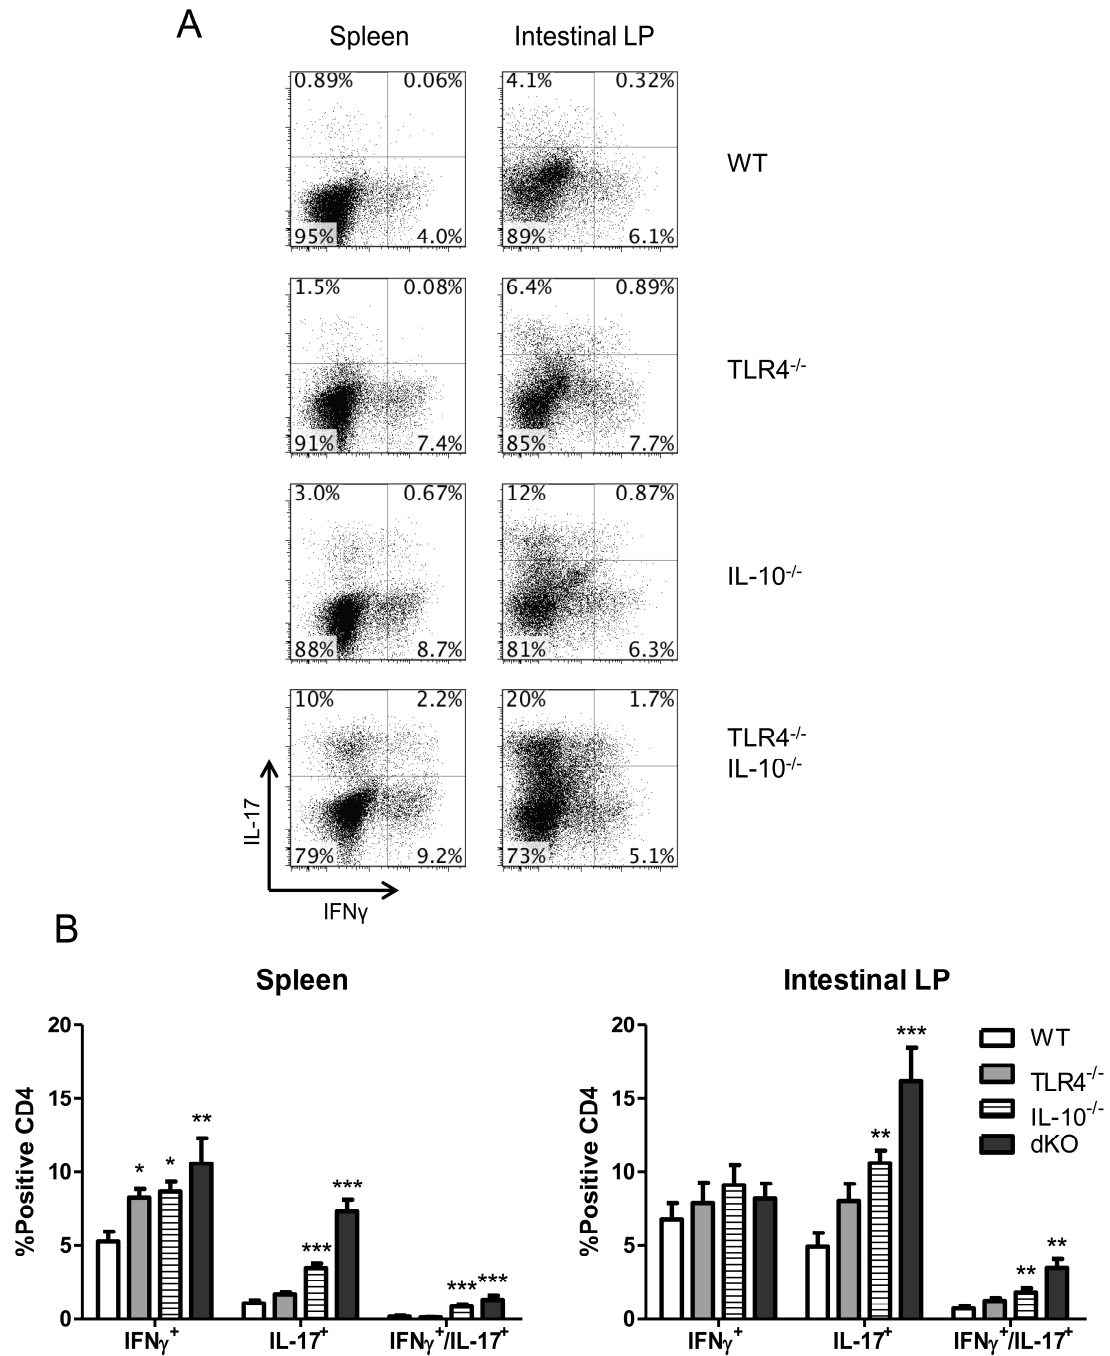 A
Spleen
Intestinal LP
0.89% 0.06%
4.1% 0.32%
WT
95% 4.0%
89% 6.1%
1.5% 0.08%
6.4% 0.89%
TLR4-/-
91% 7.4%
85% 7.7%
3.0% 0.67%
12% 0.87%
IL-10-/-
88% 8.7%
81% 6.3%
10% 2.2%
20% 1.7%
TLR4-/-
IL-10-/-
79% 9.2%
73% 5.1%
IL-17
IFNγ
B
Spleen
%Positive CD4
20
15
10
5
0
*
*
**
***
***
***
***
IFNγ+
IL-17+
IFNγ+/IL-17+
Intestinal LP
%Positive CD4
20
15
10
5
0
**
***
**
**
IFNγ+
IL-17+
IFNγ+/IL-17+
WT
TLR4-/-
IL-10-/-
dKO